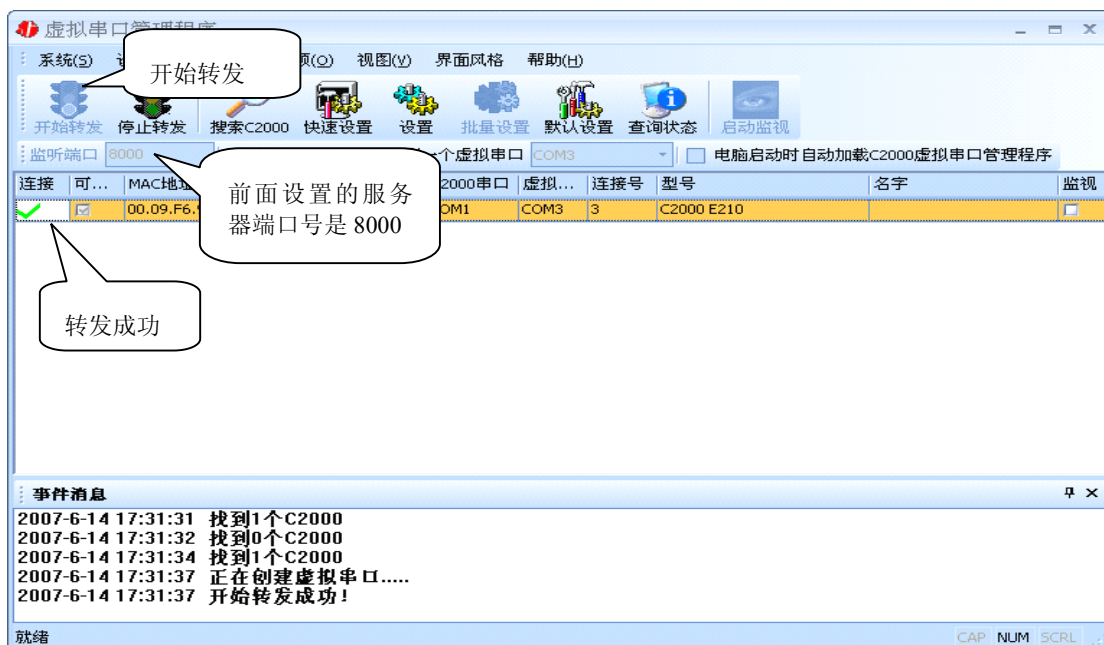 虚拟串口管理程序
系统(S) 项(O) 视图(V) 界面风格 帮助(H)
开始转发
开始转发 停止转发 搜索C2000 快速设置 设置 批量设置 默认设置 查询状态 启动监视
监听端口 8000 一个虚拟串口 COM3 电脑启动时自动加载C2000虚拟串口管理程序
连接 可... MAC地址 2000串口 虚拟... 连接号 型号 名字 监视
00.09.F6. OM1 COM3 3 C2000 E210
前面设置的服务
器端口号是 8000
转发成功
事件消息
2007-6-14 17:31:31 找到1个C2000
2007-6-14 17:31:32 找到0个C2000
2007-6-14 17:31:34 找到1个C2000
2007-6-14 17:31:37 正在创建虚拟串口.....
2007-6-14 17:31:37 开始转发成功!
就绪 CAP NUM SCRL